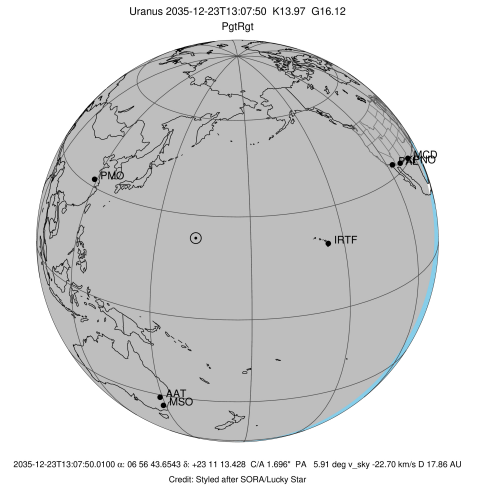 Uranus 2035-12-23T13:07:50 K13.97 G16.12
PgtRgt
MCD
PMO
IRTF
AAT
MSO
2035-12-23T13:07:50.0100 α: 06 56 43.6543 δ: +23 11 13.428 C/A 1.696" PA 5.91 deg v_sky -22.70 km/s D 17.86 AU
Credit: Styled after SORA/Lucky Star